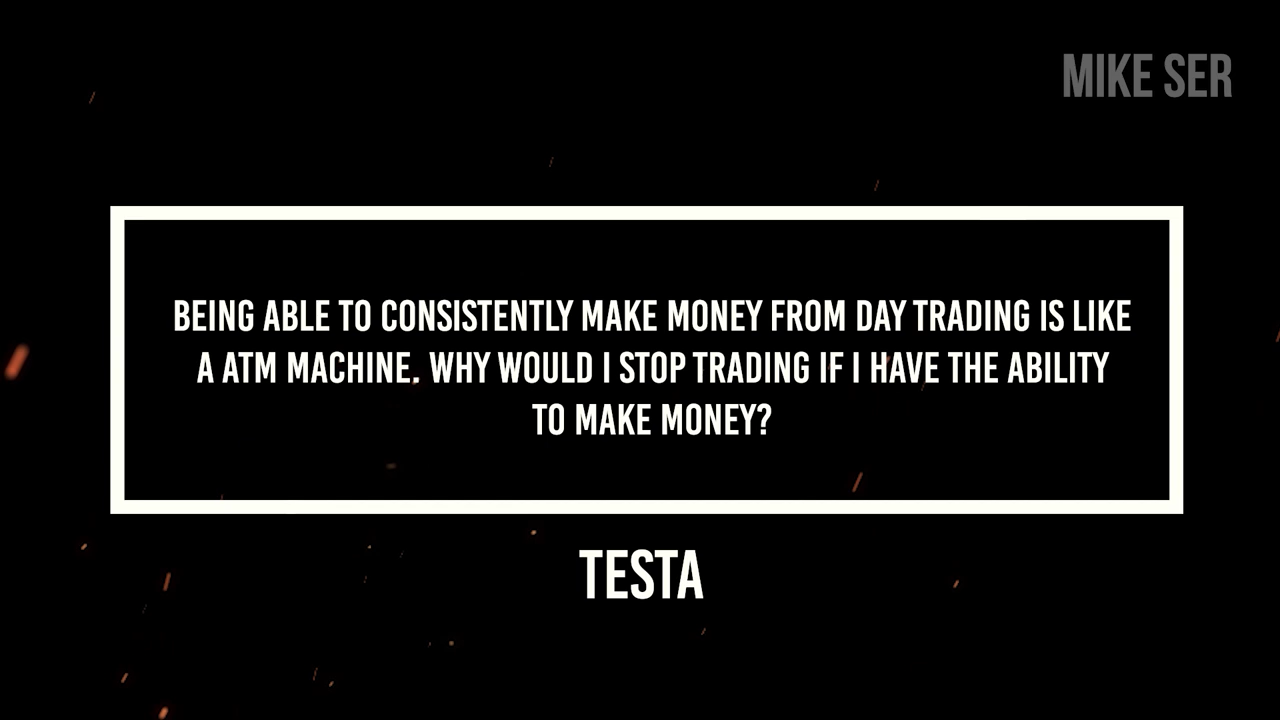 MIKE SER
BEING ABLE TO CONSISTENTLY MAKE MONEY FROM DAY TRADING IS LIKE
A ATM MACHINE. WHY WOULD I STOP TRADING IF I HAVE THE ABILITY
TO MAKE MONEY?
TESTA